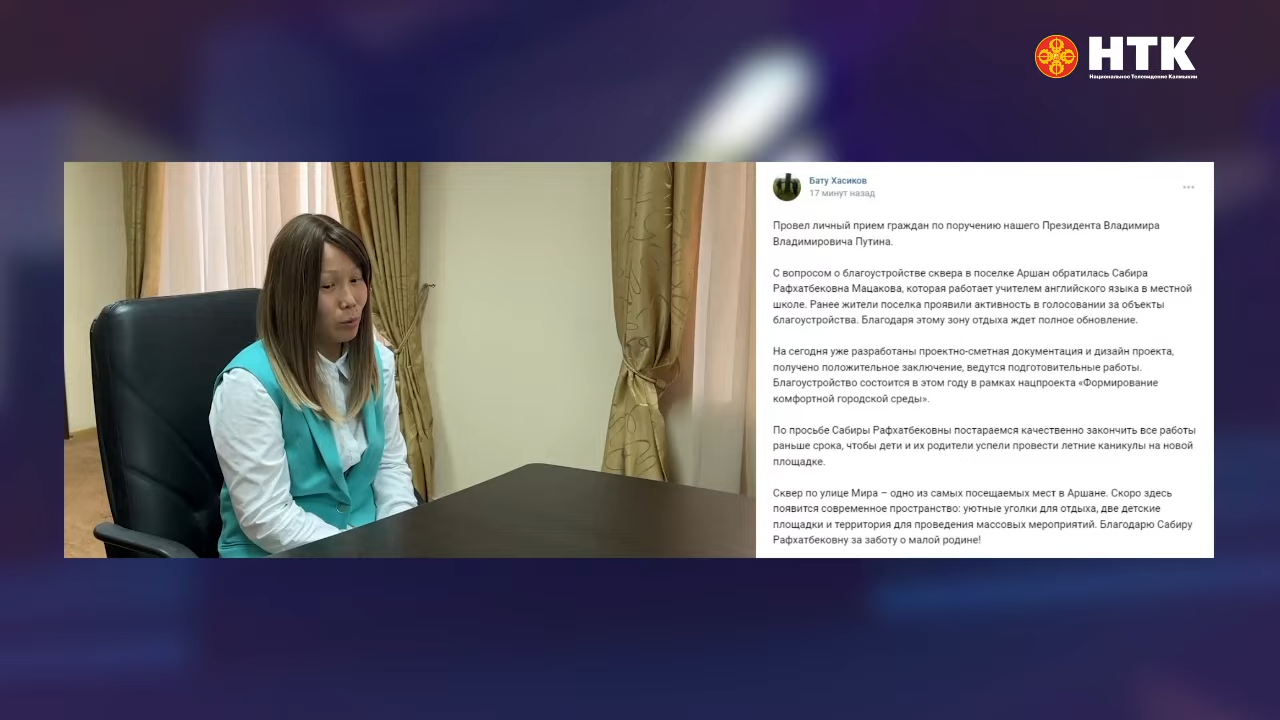 НТК
Национальное Телевидение Калмыкии
Бату Хасиков
17 минут назад
Провел личный прием граждан по поручению нашего Президента Владимира
Владимировича Путина.
С вопросом о благоустройстве сквера в поселке Аршан обратилась Сабира
Рафхатбековна Мацакова, которая работает учителем английского языка в местной
школе. Ранее жители поселка проявили активность в голосовании за объекты
благоустройства. Благодаря этому зону отдыха ждет полное обновление.
На сегодня уже разработаны проектно-сметная документация и дизайн проекта,
получено положительное заключение, ведутся подготовительные работы.
Благоустройство состоится в этом году в рамках нацпроекта «Формирование
комфортной городской среды».
По просьбе Сабиры Рафхатбековны постараемся качественно закончить все работы
раньше срока, чтобы дети и их родители успели провести летние каникулы на новой
площадке.
Сквер по улице Мира – одно из самых посещаемых мест в Аршане. Скоро здесь
появится современное пространство: уютные уголки для отдыха, две детские
площадки и территория для проведения массовых мероприятий. Благодарю Сабиру
Рафхатбековну за заботу о малой родине!